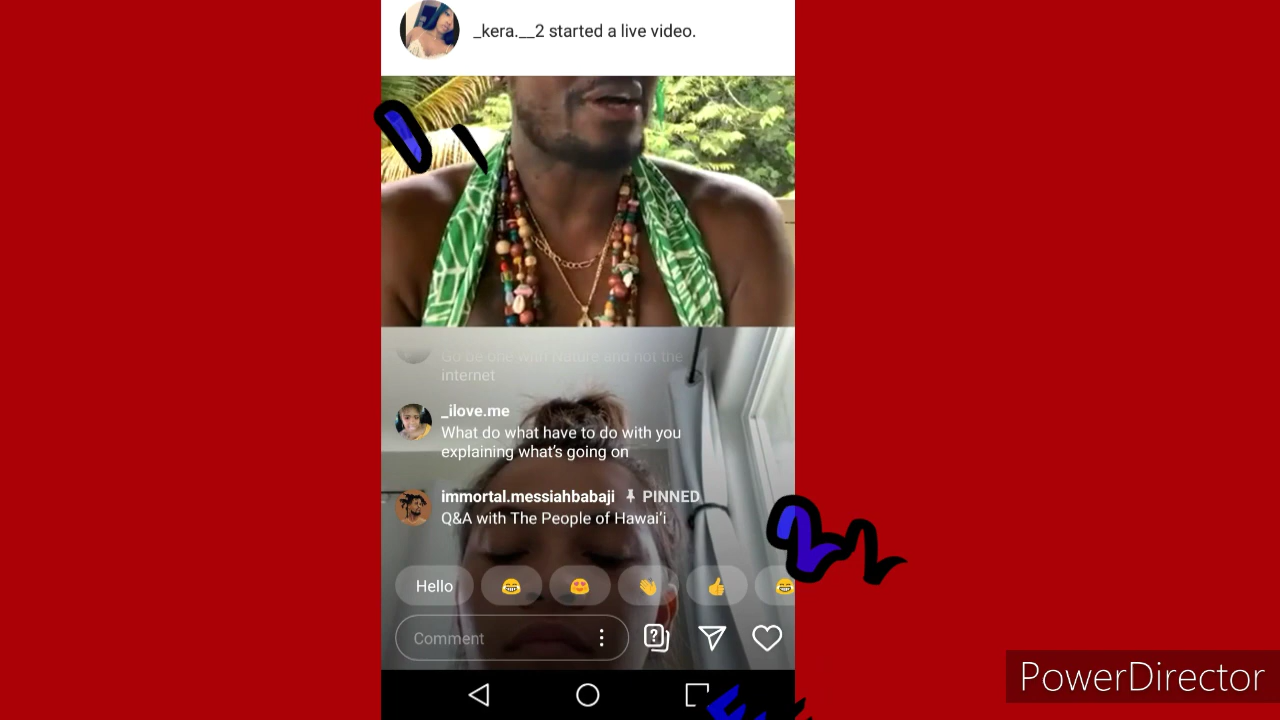 _kera.__2 started a live video.
Go be one with Nature and not the
internet
_ilove.me
What do what have to do with you
explaining what's going on
immortal.messiahbabaji PINNED
Q&A with The People of Hawai'i
Hello
Comment
PowerDirector